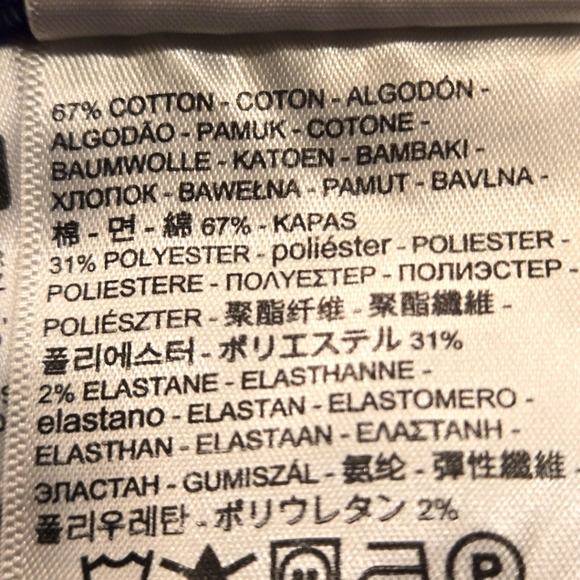 67% COTTON - COTON - ALGODÓN -
ALGODÃO - PAMUK - COTONE -
BAUMWOLLE - KATOEN - BAMBAKI -
ХЛОПОК - BAWEŁNA - PAMUT - BAVLNA -
棉 - 면 - 綿 67% - KAPAS
31% POLYESTER - poliéster - POLIESTER -
POLIESTERE - ΠΟΛΥΕΣΤΕΡ - ПОЛИЭСТЕР -
POLIÉSZTER - 聚酯纤维 - 聚酯纖維 -
폴리에스터 - ポリエステル 31%
2% ELASTANE - ELASTHANNE -
elastano - ELASTAN - ELASTOMERO -
ELASTHAN - ELASTAAN - ΕΛΑΣΤΑΝΗ -
ЭЛАСТАН - GUMISZÁL - 氨纶 - 彈性纖維 -
폴리우레탄 - ポリウレタン 2%
P